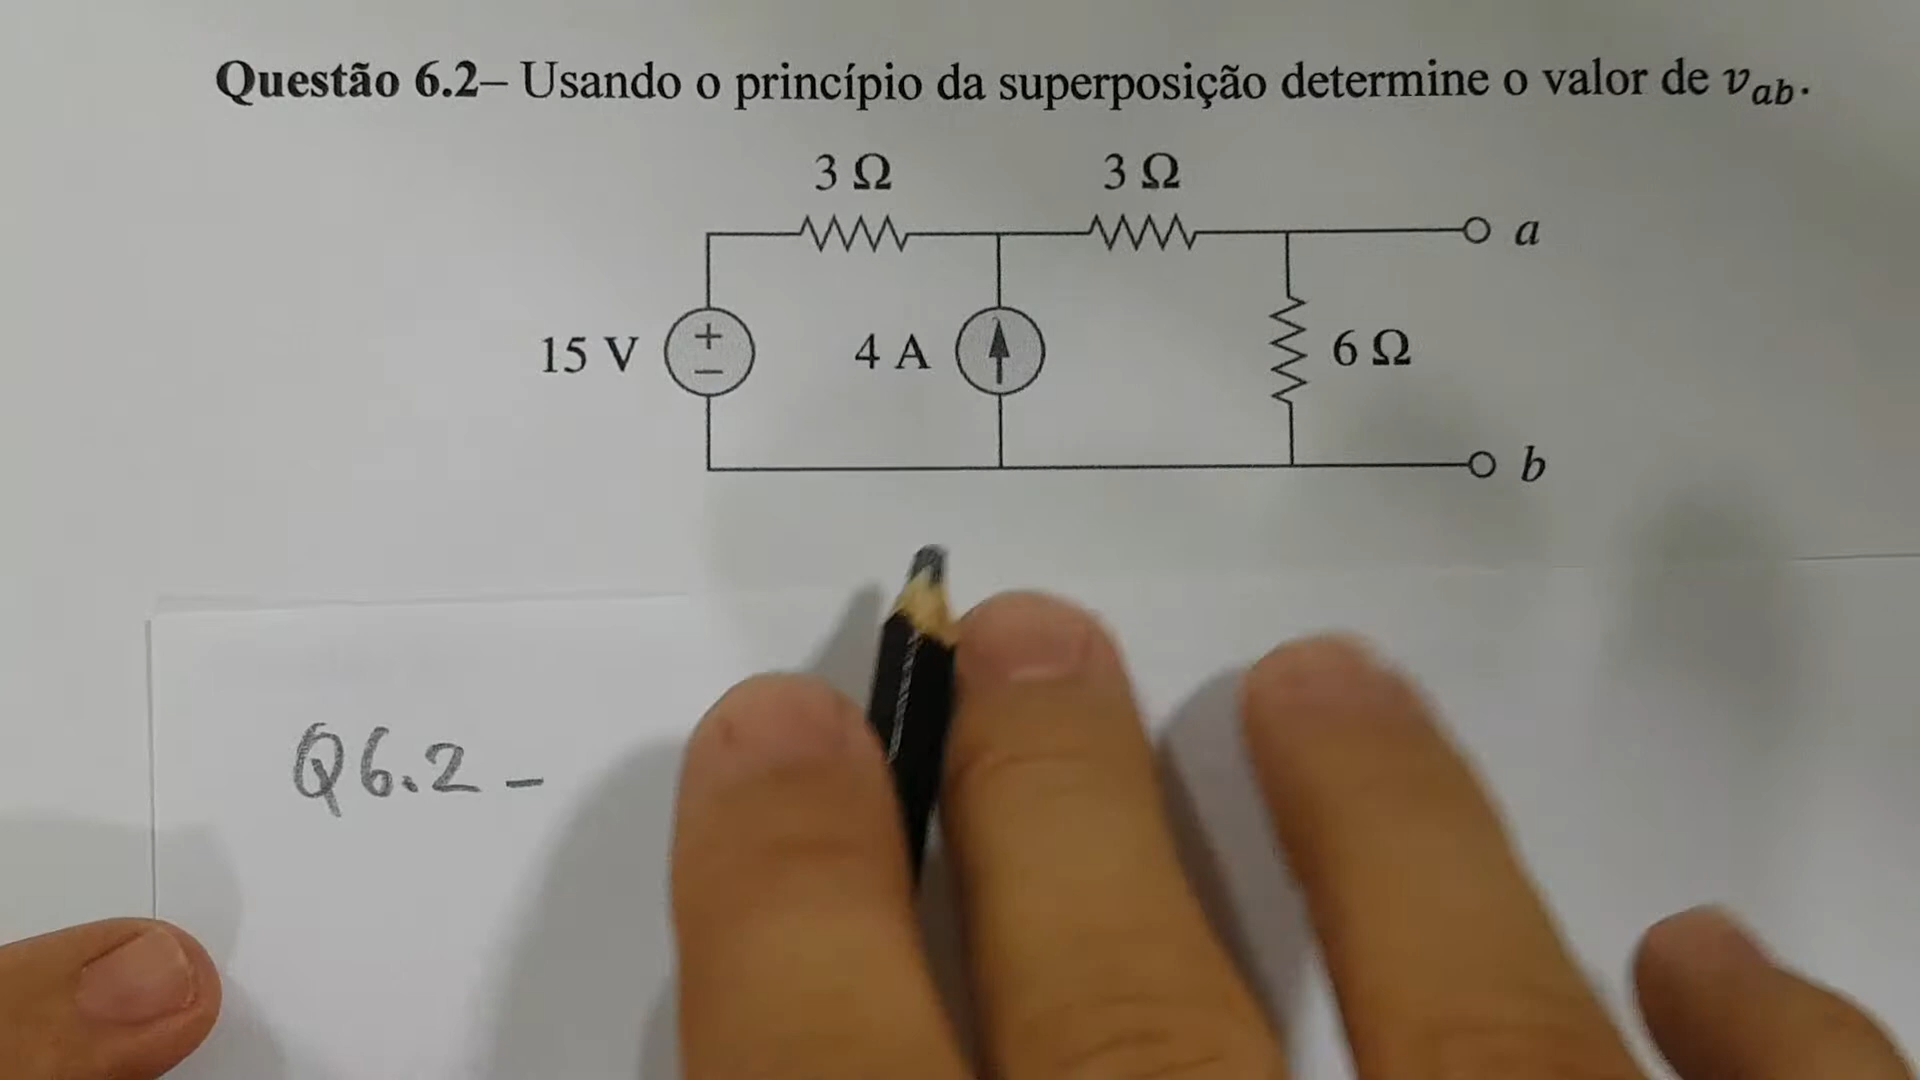 Questão 6.2– Usando o princípio da superposição determine o valor de v_ab.
3 Ω
3 Ω
a
15 V
+
−
4 A
6 Ω
b
Q6.2 -